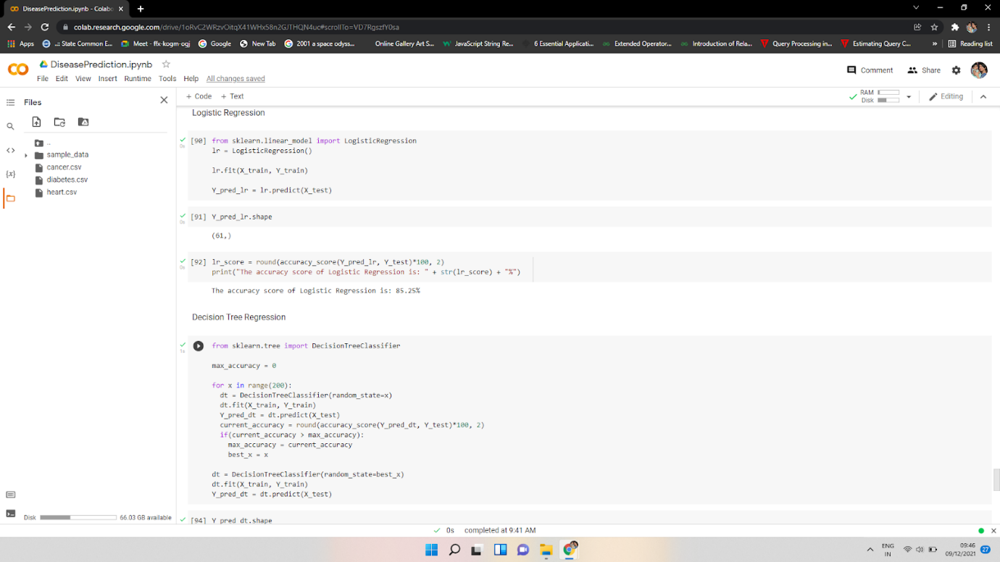 DiseasePrediction.ipynb - Colabo
colab.research.google.com/drive/1oRvC2WRzvOitqX41WHx58n2GJTHQN4uc#scrollTo=VD7RgszfY0sa
Apps ..: State Common E... Meet - ffx-kogm-ogj Google New Tab 2001 a space odyss... Online Gallery Art S... JavaScript String Re... 6 Essential Applicati... Extended Operator... Introduction of Rela... Query Processing in... Estimating Query C... » Reading list
DiseasePrediction.ipynb
File Edit View Insert Runtime Tools Help All changes saved
Comment Share
Files
+ Code + Text
RAM
Disk
Editing
..
sample_data
cancer.csv
diabetes.csv
heart.csv
Disk 66.03 GB available
Logistic Regression
[90] from sklearn.linear_model import LogisticRegression
lr = LogisticRegression()
lr.fit(X_train, Y_train)
Y_pred_lr = lr.predict(X_test)
[91] Y_pred_lr.shape
(61,)
[92] lr_score = round(accuracy_score(Y_pred_lr, Y_test)*100, 2)
print("The accuracy score of Logistic Regression is: " + str(lr_score) + "%")
The accuracy score of Logistic Regression is: 85.25%
Decision Tree Regression
from sklearn.tree import DecisionTreeClassifier
max_accuracy = 0
for x in range(200):
dt = DecisionTreeClassifier(random_state=x)
dt.fit(X_train, Y_train)
Y_pred_dt = dt.predict(X_test)
current_accuracy = round(accuracy_score(Y_pred_dt, Y_test)*100, 2)
if(current_accuracy > max_accuracy):
max_accuracy = current_accuracy
best_x = x
dt = DecisionTreeClassifier(random_state=best_x)
dt.fit(X_train, Y_train)
Y_pred_dt = dt.predict(X_test)
[94] Y_pred_dt.shape
0s completed at 9:41 AM
ENG
IN
09:46
09/12/2021
27